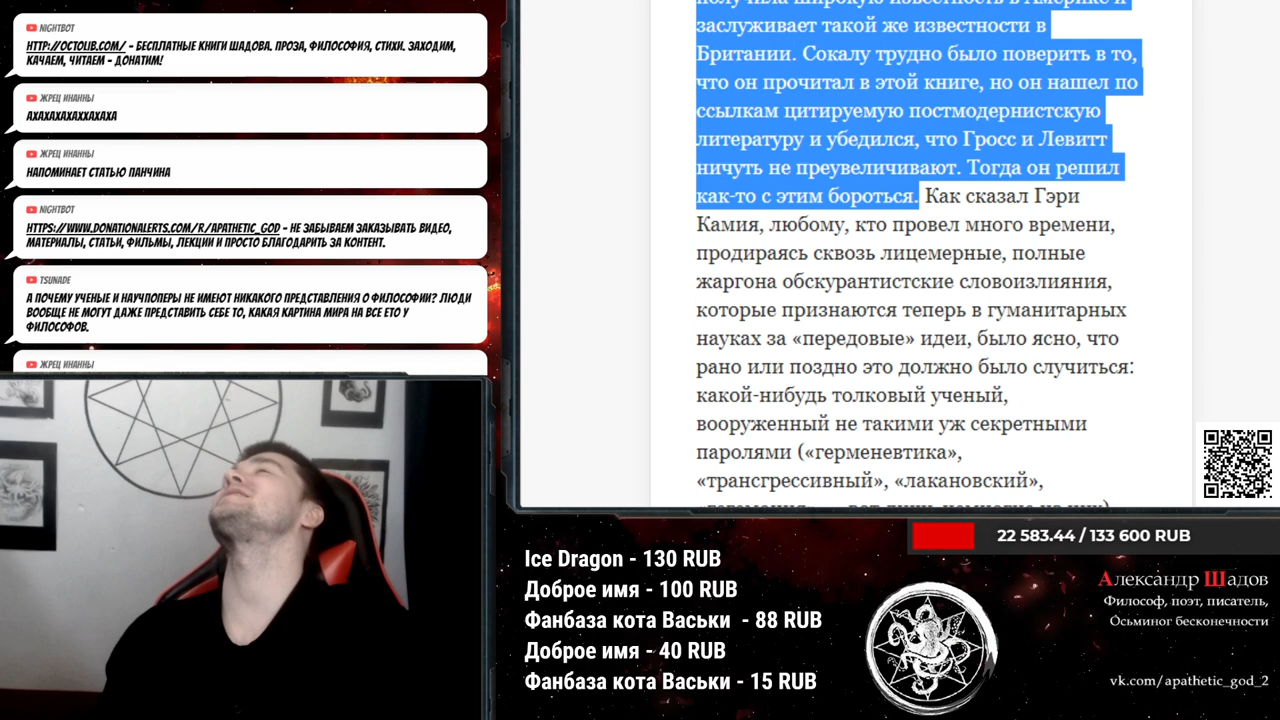 NIGHTBOT
HTTP://OCTOLIB.COM/ - БЕСПЛАТНЫЕ КНИГИ ШАДОВА. ПРОЗА, ФИЛОСОФИЯ, СТИХИ. ЗАХОДИМ,
КАЧАЕМ, ЧИТАЕМ - ДОНАТИМ!
ЖРЕЦ ИНАННЫ
АХАХАХАХАХХАХАХА
ЖРЕЦ ИНАННЫ
НАПОМИНАЕТ СТАТЬЮ ПАНЧИНА
NIGHTBOT
HTTPS://WWW.DONATIONALERTS.COM/R/APATHETIC_GOD - НЕ ЗАБЫВАЕМ ЗАКАЗЫВАТЬ ВИДЕО,
МАТЕРИАЛЫ, СТАТЬИ, ФИЛЬМЫ, ЛЕКЦИИ И ПРОСТО БЛАГОДАРИТЬ ЗА КОНТЕНТ.
TSUNADE
А ПОЧЕМУ УЧЕНЫЕ И НАУЧПОПЕРЫ НЕ ИМЕЮТ НИКАКОГО ПРЕДСТАВЛЕНИЯ О ФИЛОСОФИИ? ЛЮДИ
ВООБЩЕ НЕ МОГУТ ДАЖЕ ПРЕДСТАВИТЬ СЕБЕ ТО, КАКАЯ КАРТИНА МИРА НА ВСЕ ЕТО У
ФИЛОСОФОВ.
ЖРЕЦ ИНАННЫ
получила широкую известность в Америке и
заслуживает такой же известности в
Британии. Сокалу трудно было поверить в то,
что он прочитал в этой книге, но он нашел по
ссылкам цитируемую постмодернистскую
литературу и убедился, что Гросс и Левитт
ничуть не преувеличивают. Тогда он решил
как-то с этим бороться. Как сказал Гэри
Камия, любому, кто провел много времени,
продираясь сквозь лицемерные, полные
жаргона обскурантистские словоизлияния,
которые признаются теперь в гуманитарных
науках за «передовые» идеи, было ясно, что
рано или поздно это должно было случиться:
какой-нибудь толковый ученый,
вооруженный не такими уж секретными
паролями («герменевтика»,
«трансгрессивный», «лакановский»,
22 583.44 / 133 600 RUB
Ice Dragon - 130 RUB
Доброе имя - 100 RUB
Фанбаза кота Васьки - 88 RUB
Доброе имя - 40 RUB
Фанбаза кота Васьки - 15 RUB
Александр Шадов
Философ, поэт, писатель,
Осьминог бесконечности
vk.com/apathetic_god_2